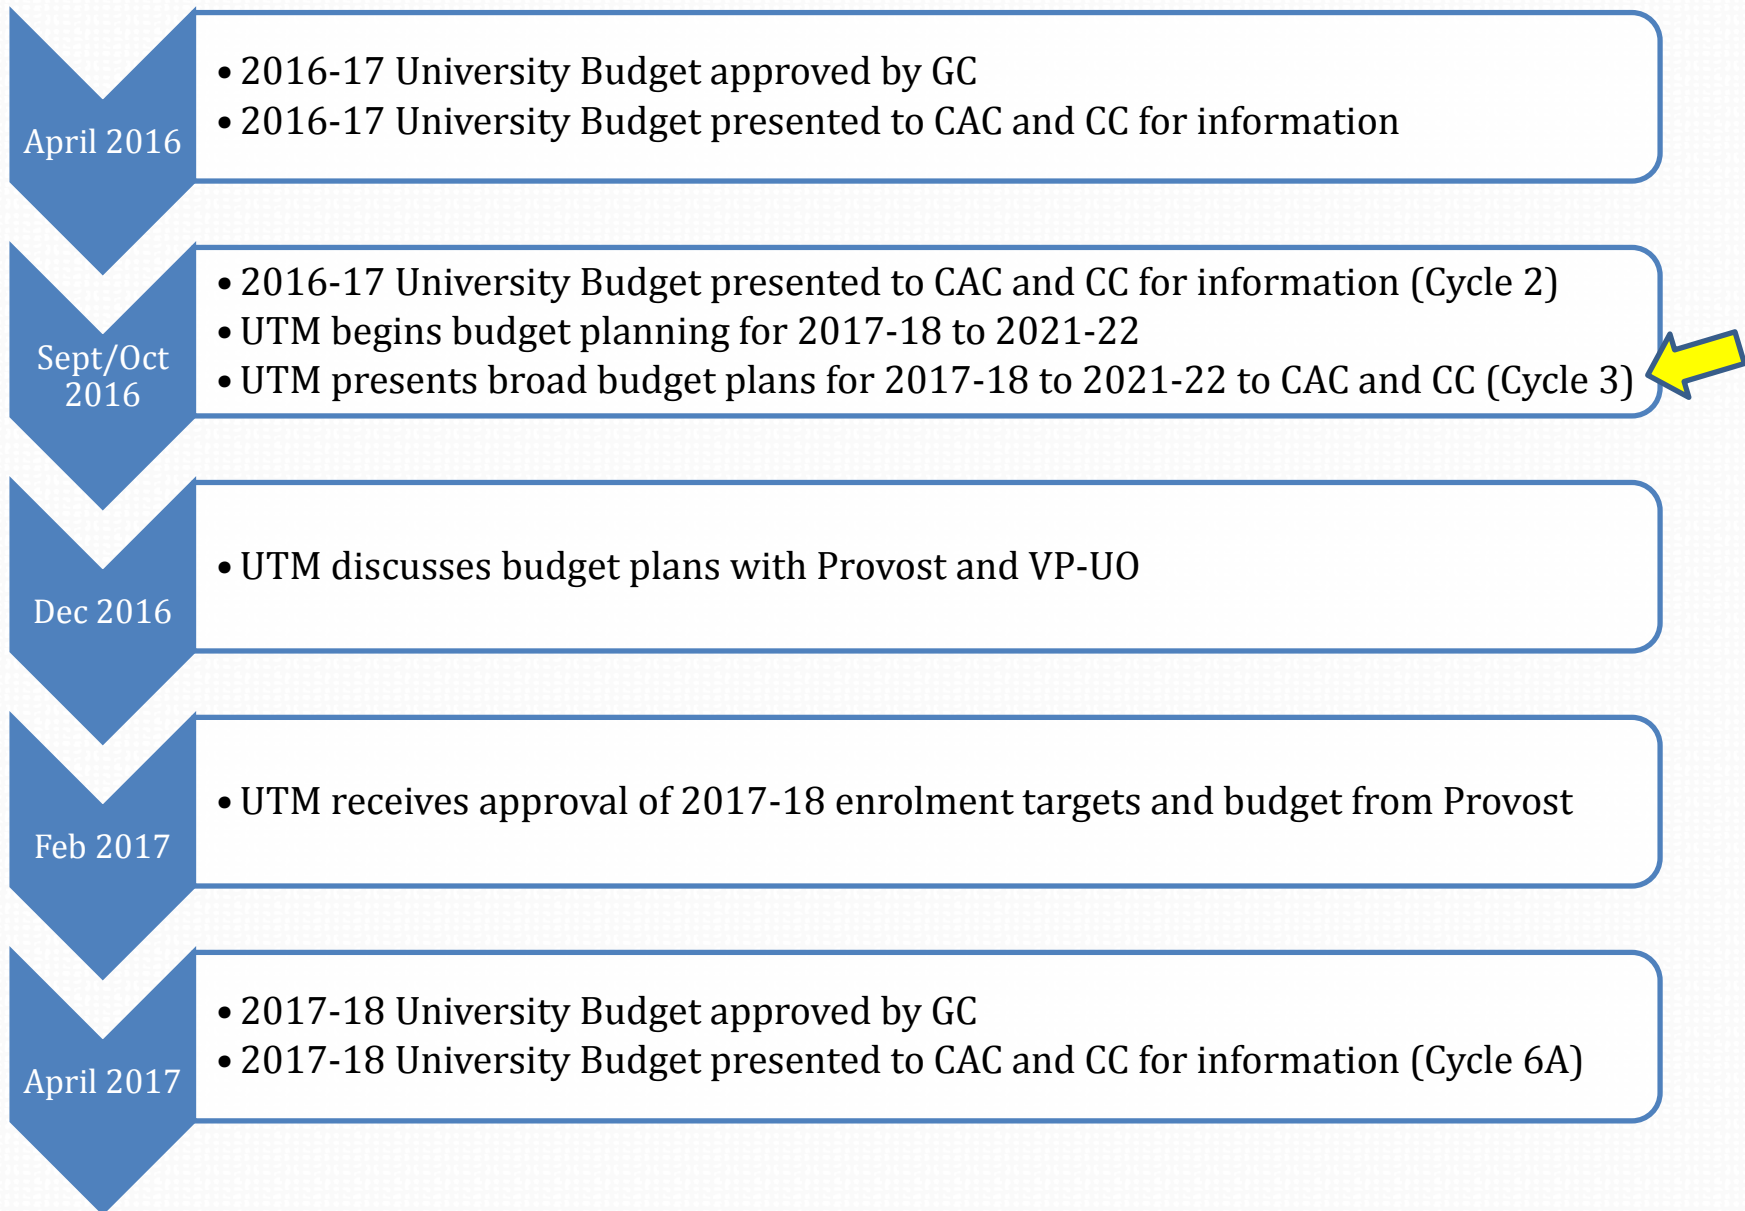 April 2016
• 2016-17 University Budget approved by GC
• 2016-17 University Budget presented to CAC and CC for information
Sept/Oct
2016
• 2016-17 University Budget presented to CAC and CC for information (Cycle 2)
• UTM begins budget planning for 2017-18 to 2021-22
• UTM presents broad budget plans for 2017-18 to 2021-22 to CAC and CC (Cycle 3)
Dec 2016
• UTM discusses budget plans with Provost and VP-UO
Feb 2017
• UTM receives approval of 2017-18 enrolment targets and budget from Provost
April 2017
• 2017-18 University Budget approved by GC
• 2017-18 University Budget presented to CAC and CC for information (Cycle 6A)